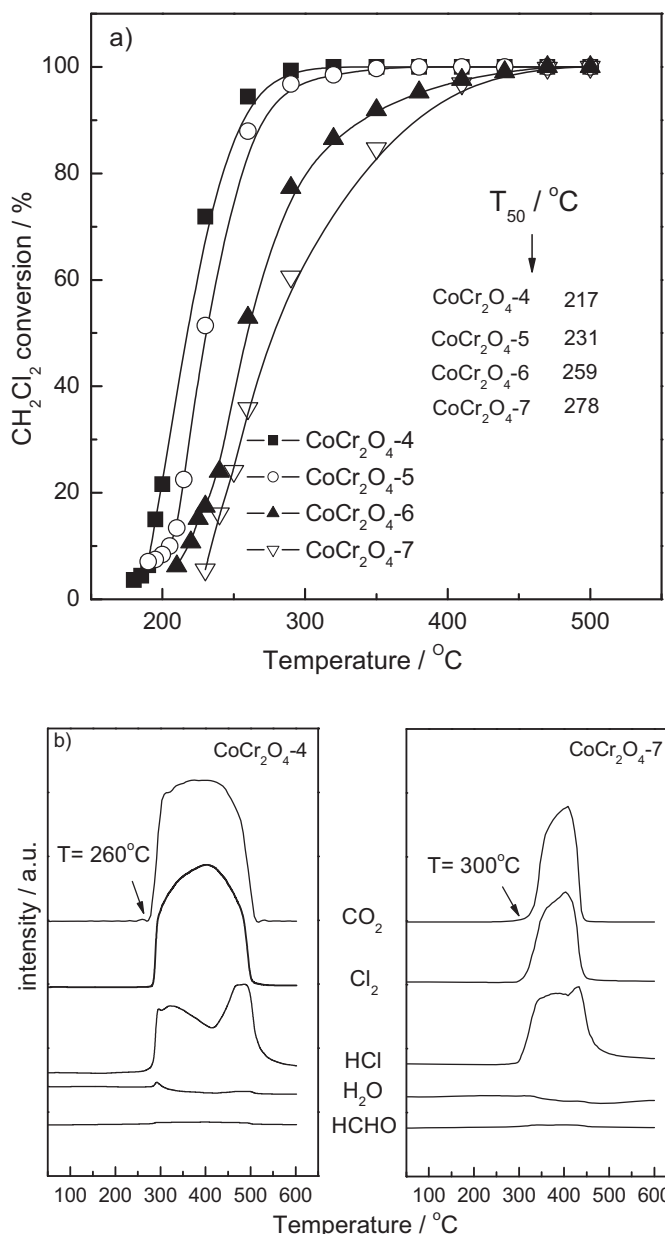 a)
100
80
60
40
20
0
CH₂Cl₂ conversion / %
T₅₀ / °C
CoCr₂O₄-4 217
CoCr₂O₄-5 231
CoCr₂O₄-6 259
CoCr₂O₄-7 278
CoCr₂O₄-4
CoCr₂O₄-5
CoCr₂O₄-6
CoCr₂O₄-7
200 300 400 500
Temperature / °C
b)
CoCr₂O₄-4
CoCr₂O₄-7
T= 260°C
T= 300°C
intensity / a.u.
CO₂
Cl₂
HCl
H₂O
HCHO
100 200 300 400 500 600
100 200 300 400 500 600
Temperature / °C